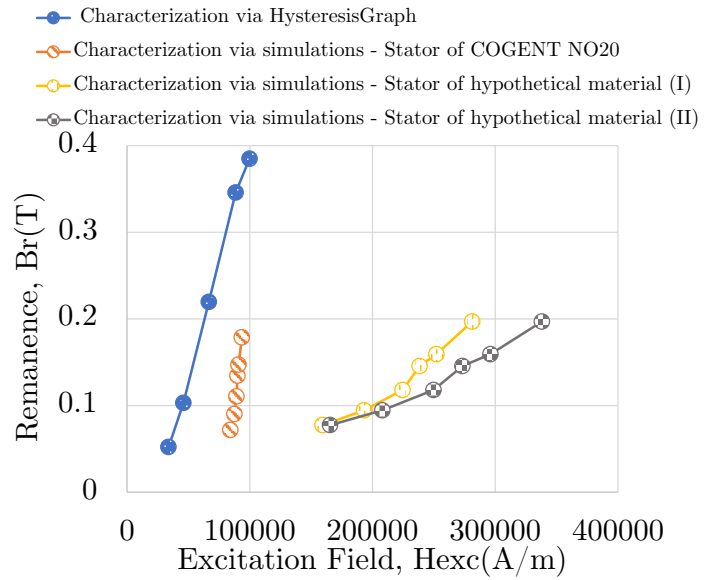 Characterization via HysteresisGraph
Characterization via simulations - Stator of COGENT NO20
Characterization via simulations - Stator of hypothetical material (I)
Characterization via simulations - Stator of hypothetical material (II)
0.4
0.3
0.2
0.1
0
Remanence, Br(T)
0 100000 200000 300000 400000
Excitation Field, Hexc(A/m)